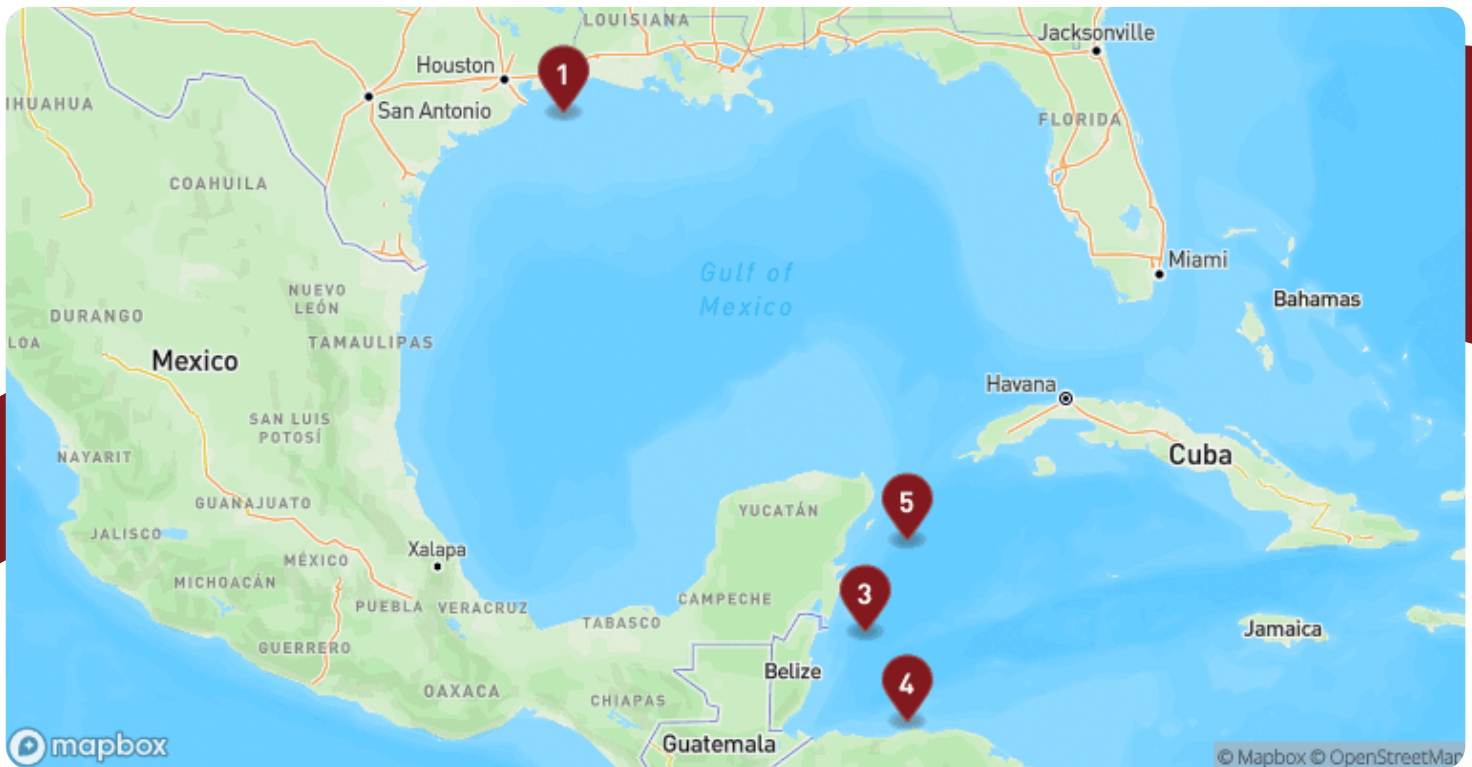 LOUISIANA
Jacksonville
Houston
1
IHUAHUA
San Antonio
FLORIDA
COAHUILA
Gulf of
Mexico
Miami
NUEVO
LEÓN
Bahamas
DURANGO
LOA
TAMAULIPAS
Mexico
Havana
SAN LUIS
POTOSÍ
NAYARIT
Cuba
GUANAJUATO
YUCATÁN
5
JALISCO
Xalapa
MÉXICO
MICHOACÁN
PUEBLA
VERACRUZ
CAMPECHE
3
TABASCO
Jamaica
GUERRERO
Belize
OAXACA
CHIAPAS
4
Guatemala
mapbox
© Mapbox © OpenStreetMap